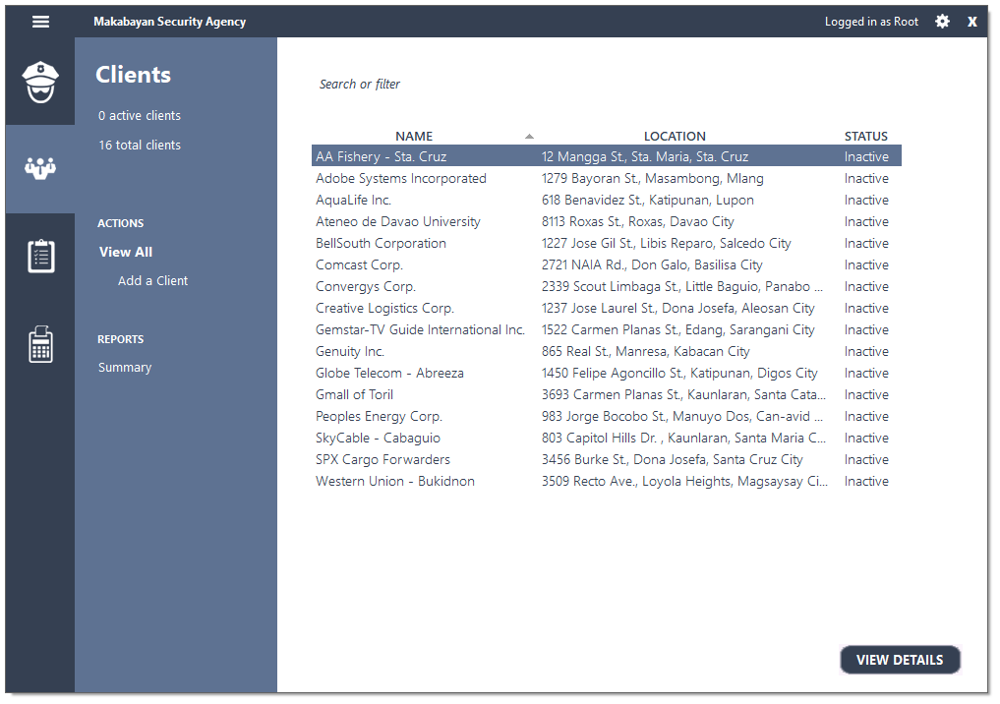 Makabayan Security Agency
Logged in as Root
X
Clients
0 active clients
16 total clients
ACTIONS
View All
Add a Client
REPORTS
Summary
Search or filter
NAME LOCATION STATUS
AA Fishery - Sta. Cruz 12 Mangga St., Sta. Maria, Sta. Cruz Inactive
Adobe Systems Incorporated 1279 Bayoran St., Masambong, Mlang Inactive
AquaLife Inc. 618 Benavidez St., Katipunan, Lupon Inactive
Ateneo de Davao University 8113 Roxas St., Roxas, Davao City Inactive
BellSouth Corporation 1227 Jose Gil St., Libis Reparo, Salcedo City Inactive
Comcast Corp. 2721 NAIA Rd., Don Galo, Basilisa City Inactive
Convergys Corp. 2339 Scout Limbaga St., Little Baguio, Panabo ... Inactive
Creative Logistics Corp. 1237 Jose Laurel St., Dona Josefa, Aleosan City Inactive
Gemstar-TV Guide International Inc. 1522 Carmen Planas St., Edang, Sarangani City Inactive
Genuity Inc. 865 Real St., Manresa, Kabacan City Inactive
Globe Telecom - Abreeza 1450 Felipe Agoncillo St., Katipunan, Digos City Inactive
Gmall of Toril 3693 Carmen Planas St., Kaunlaran, Santa Cata... Inactive
Peoples Energy Corp. 983 Jorge Bocobo St., Manuyo Dos, Can-avid ... Inactive
SkyCable - Cabaguio 803 Capitol Hills Dr. , Kaunlaran, Santa Maria C... Inactive
SPX Cargo Forwarders 3456 Burke St., Dona Josefa, Santa Cruz City Inactive
Western Union - Bukidnon 3509 Recto Ave., Loyola Heights, Magsaysay Ci... Inactive
VIEW DETAILS